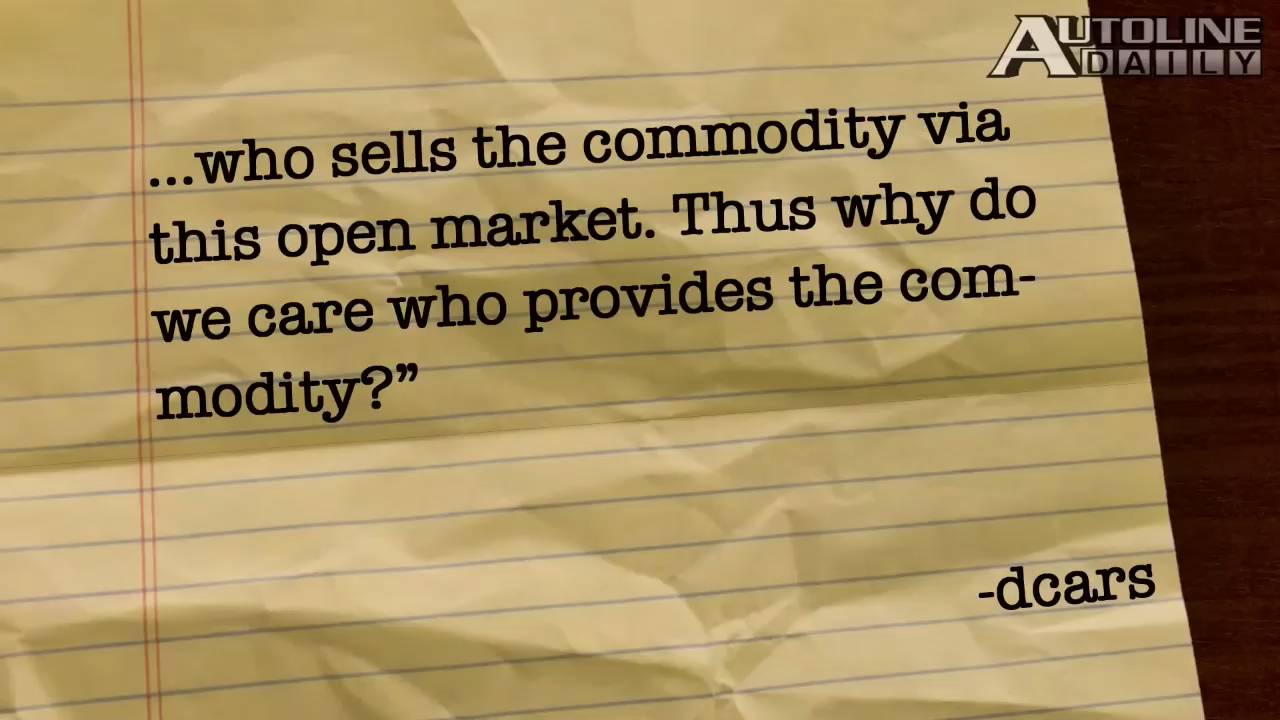 AUTOLINE
DAILY
...who sells the commodity via
this open market. Thus why do
we care who provides the com-
modity?”
-dcars